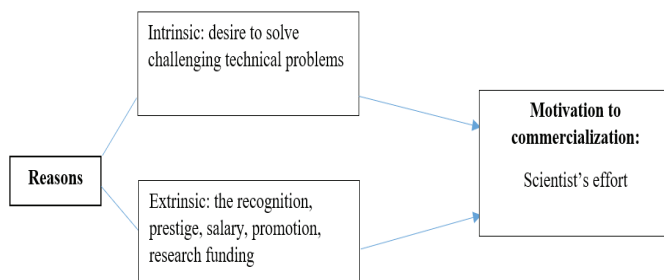 Intrinsic: desire to solve
challenging technical problems
Motivation to
commercialization:
Scientist's effort
Reasons
Extrinsic: the recognition,
prestige, salary, promotion,
research funding